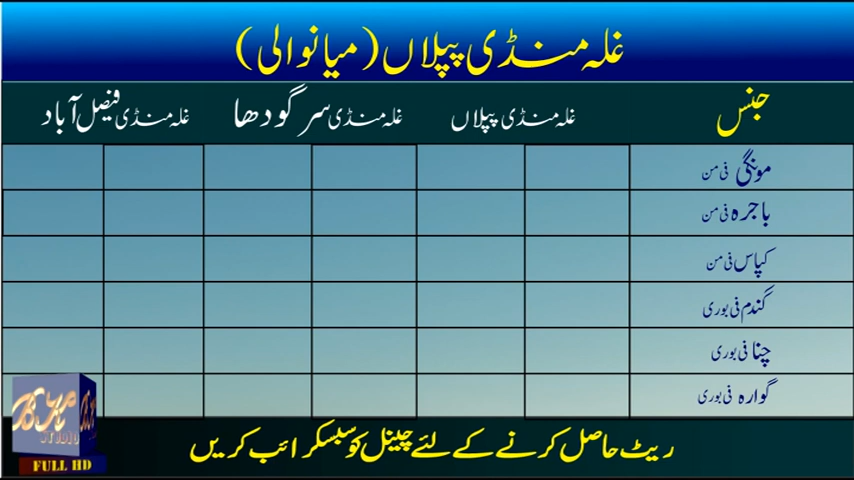 غلہ منڈی پپلاں (میانوالی)
جنس غلہ منڈی پپلاں غلہ منڈی سرگودھا غلہ منڈی فیصل آباد
مونگی فی من
باجرہ فی من
کپاس فی من
گندم فی بوری
چنا فی بوری
گوارہ فی بوری
ریٹ حاصل کرنے کے لئے چینل کو سبسکرائب کریں
STUDIO
FULL HD